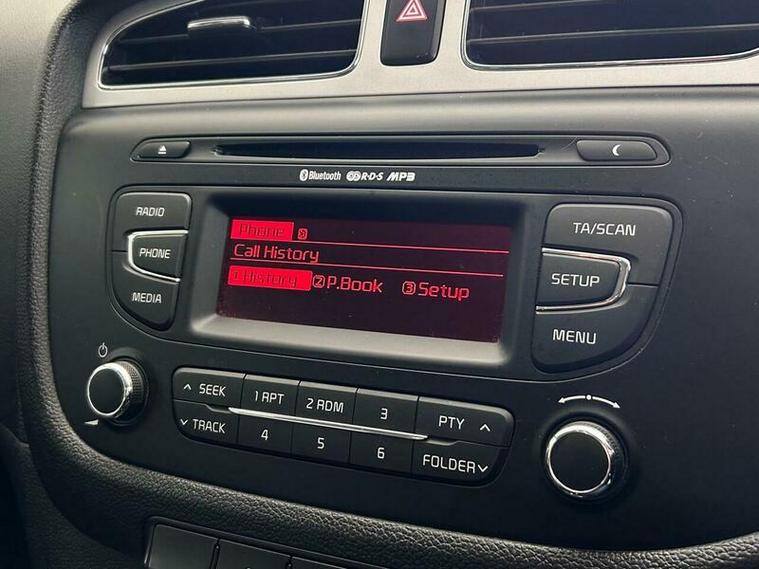 Bluetooth R·D·S MP3
RADIO
PHONE
MEDIA
Phone
Call History
1 History 2 P.Book 3 Setup
TA/SCAN
SETUP
MENU
SEEK
TRACK
1 RPT 2 RDM 3
4 5 6
PTY
FOLDER